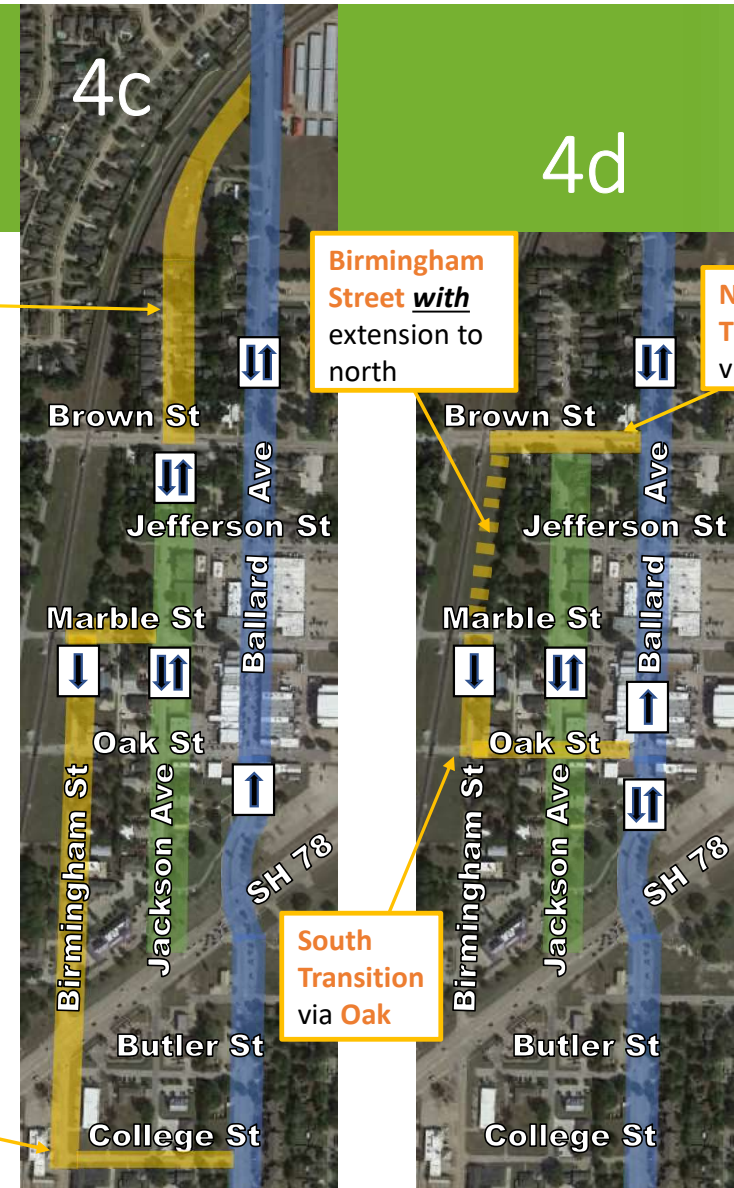 4c
Brown St
Jefferson St
Ballard Ave
Marble St
Oak St
Birmingham St
Jackson Ave
SH 78
Butler St
College St
Birmingham
Street with
extension to
north
South
Transition
via Oak
4d
Brown St
Jefferson St
Ballard Ave
Marble St
Oak St
Birmingham St
Jackson Ave
SH 78
Butler St
College St